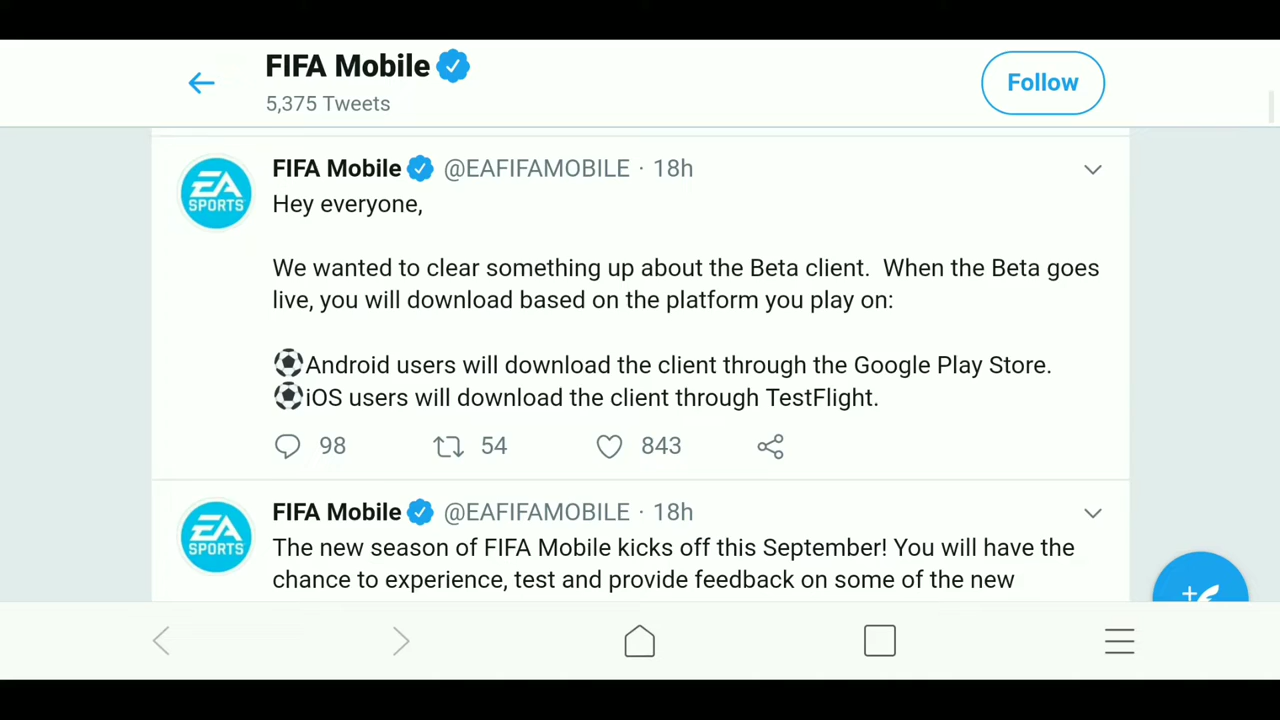 FIFA Mobile
5,375 Tweets
Follow
FIFA Mobile @EAFIFAMOBILE · 18h
Hey everyone,
We wanted to clear something up about the Beta client. When the Beta goes
live, you will download based on the platform you play on:
⚽Android users will download the client through the Google Play Store.
⚽iOS users will download the client through TestFlight.
98 54 843
EA
SPORTS
FIFA Mobile @EAFIFAMOBILE · 18h
The new season of FIFA Mobile kicks off this September! You will have the
chance to experience, test and provide feedback on some of the new
EA
SPORTS